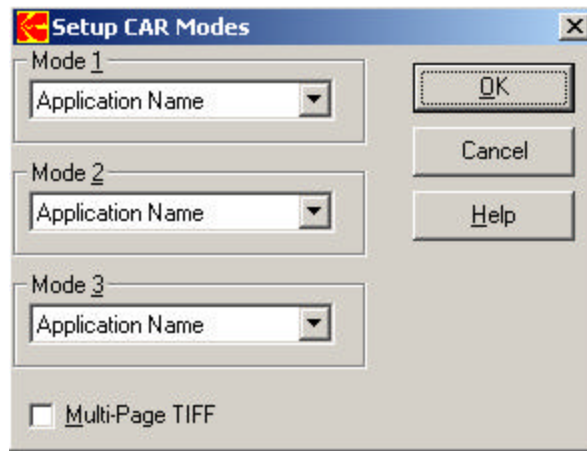 Setup CAR Modes
Mode 1
Application Name
OK
Cancel
Mode 2
Application Name
Help
Mode 3
Application Name
Multi-Page TIFF